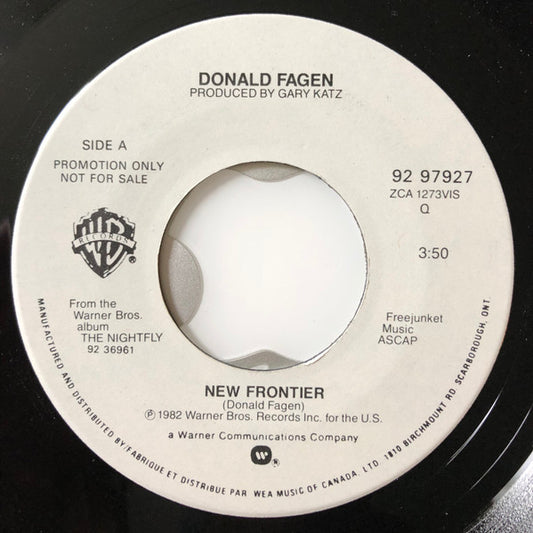 DONALD FAGEN
PRODUCED BY GARY KATZ
SIDE A
PROMOTION ONLY
NOT FOR SALE
92 97927
ZCA 1273VIS
Q
3:50
WB
RECORDS
®
From the
Warner Bros.
album
THE NIGHTFLY
92 36961
Freejunket
Music
ASCAP
NEW FRONTIER
(Donald Fagen)
℗1982 Warner Bros. Records Inc. for the U.S.
a Warner Communications Company
®
MANUFACTURED AND DISTRIBUTED BY/FABRIQUE ET DISTRIBUE PAR WEA MUSIC OF CANADA, LTD. 1810 BIRCHMOUNT RD SCARBOROUGH, ONT